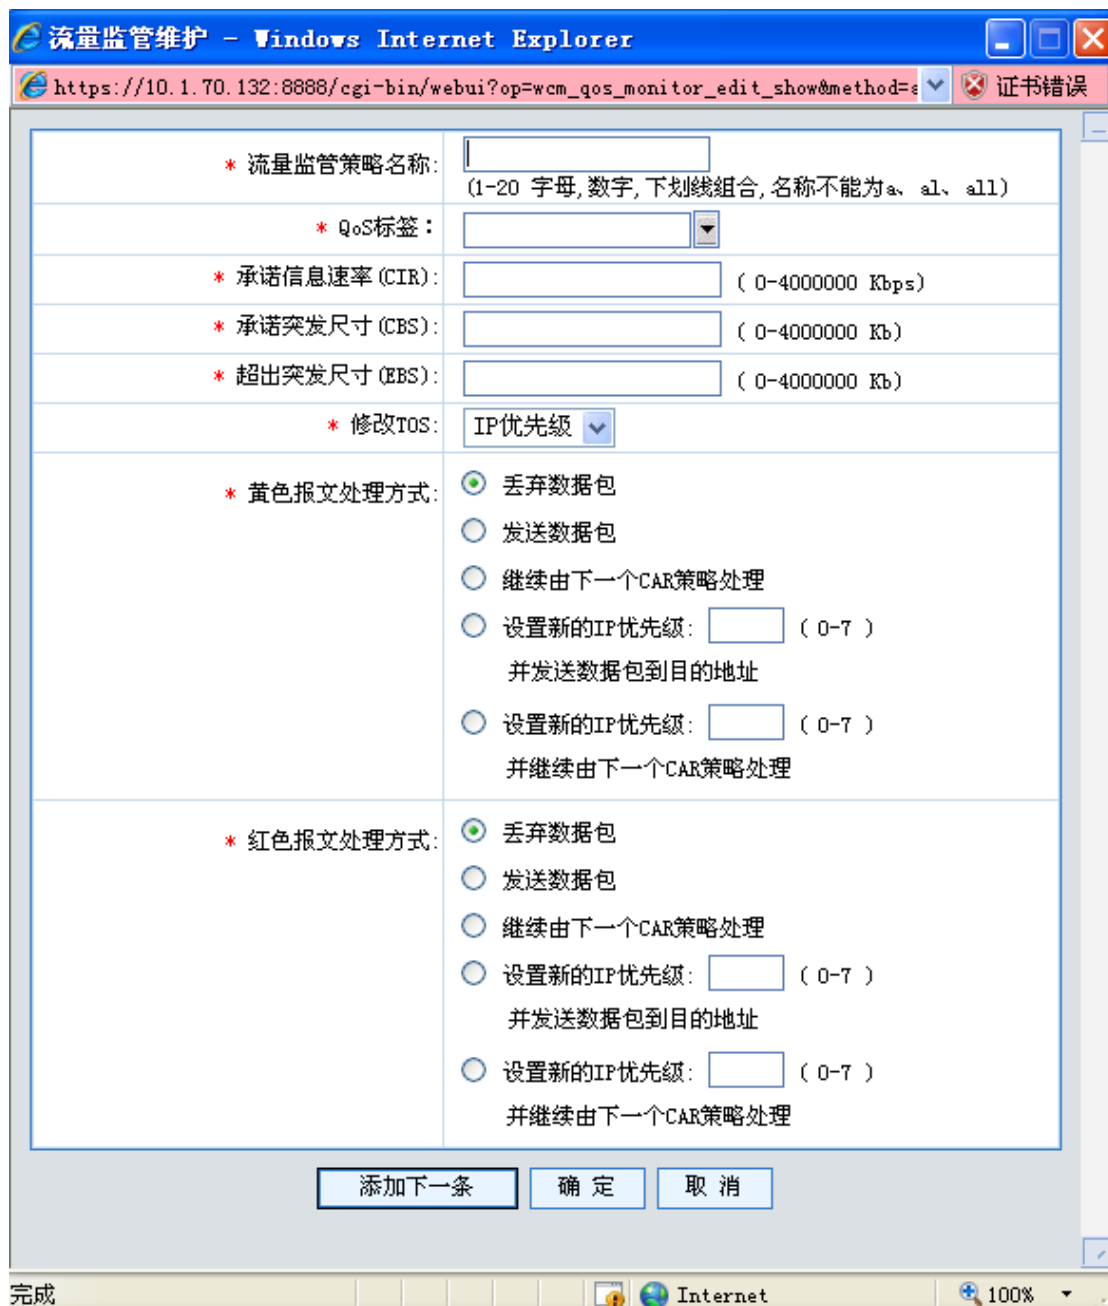 流量监管维护 - Windows Internet Explorer
https://10.1.70.132:8888/cgi-bin/webui?op=wcm_qos_monitor_edit_show&method=a 证书错误
* 流量监管策略名称:
(1-20 字母,数字,下划线组合,名称不能为a、al、all)
* QoS标签：
* 承诺信息速率(CIR): ( 0-4000000 Kbps)
* 承诺突发尺寸(CBS): ( 0-4000000 Kb)
* 超出突发尺寸(EBS): ( 0-4000000 Kb)
* 修改TOS: IP优先级
* 黄色报文处理方式: 丢弃数据包
发送数据包
继续由下一个CAR策略处理
设置新的IP优先级: ( 0-7 )
并发送数据包到目的地址
设置新的IP优先级: ( 0-7 )
并继续由下一个CAR策略处理
* 红色报文处理方式: 丢弃数据包
发送数据包
继续由下一个CAR策略处理
设置新的IP优先级: ( 0-7 )
并发送数据包到目的地址
设置新的IP优先级: ( 0-7 )
并继续由下一个CAR策略处理
添加下一条 确 定 取 消
完成 Internet 100%